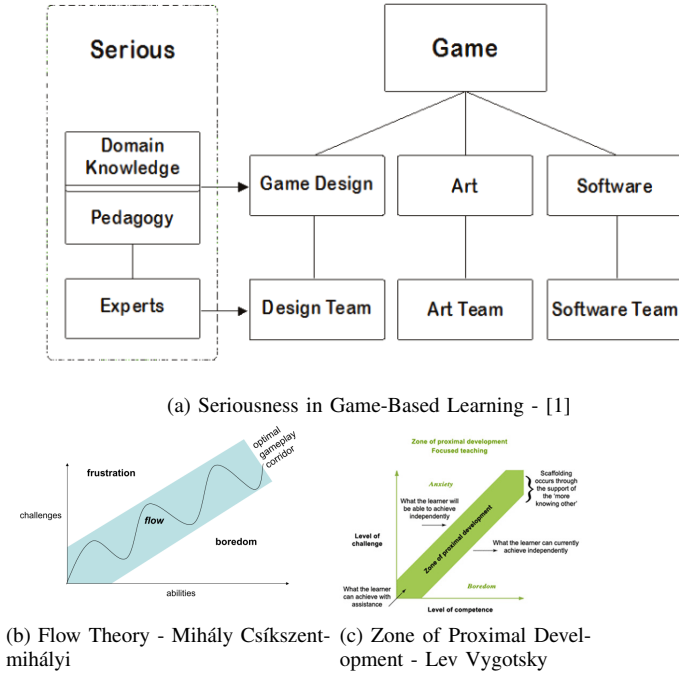 Serious
Game
Domain
Knowledge
Pedagogy
Experts
Game Design
Art
Software
Design Team
Art Team
Software Team
(a) Seriousness in Game-Based Learning - [1]
frustration
optimal
gameplay
corridor
challenges
flow
boredom
abilities
(b) Flow Theory - Mihály Csíkszent-
mihályi
Zone of proximal development
Focused teaching
Anxiety
What the learner will
be able to achieve
independently
Scaffolding
occurs through
the support of
the 'more
knowing other'
Level of
challenge
Zone of proximal development
What the learner can currently
achieve independently
What the learner
can achieve with
assistance
Boredom
Level of competence
(c) Zone of Proximal Devel-
opment - Lev Vygotsky